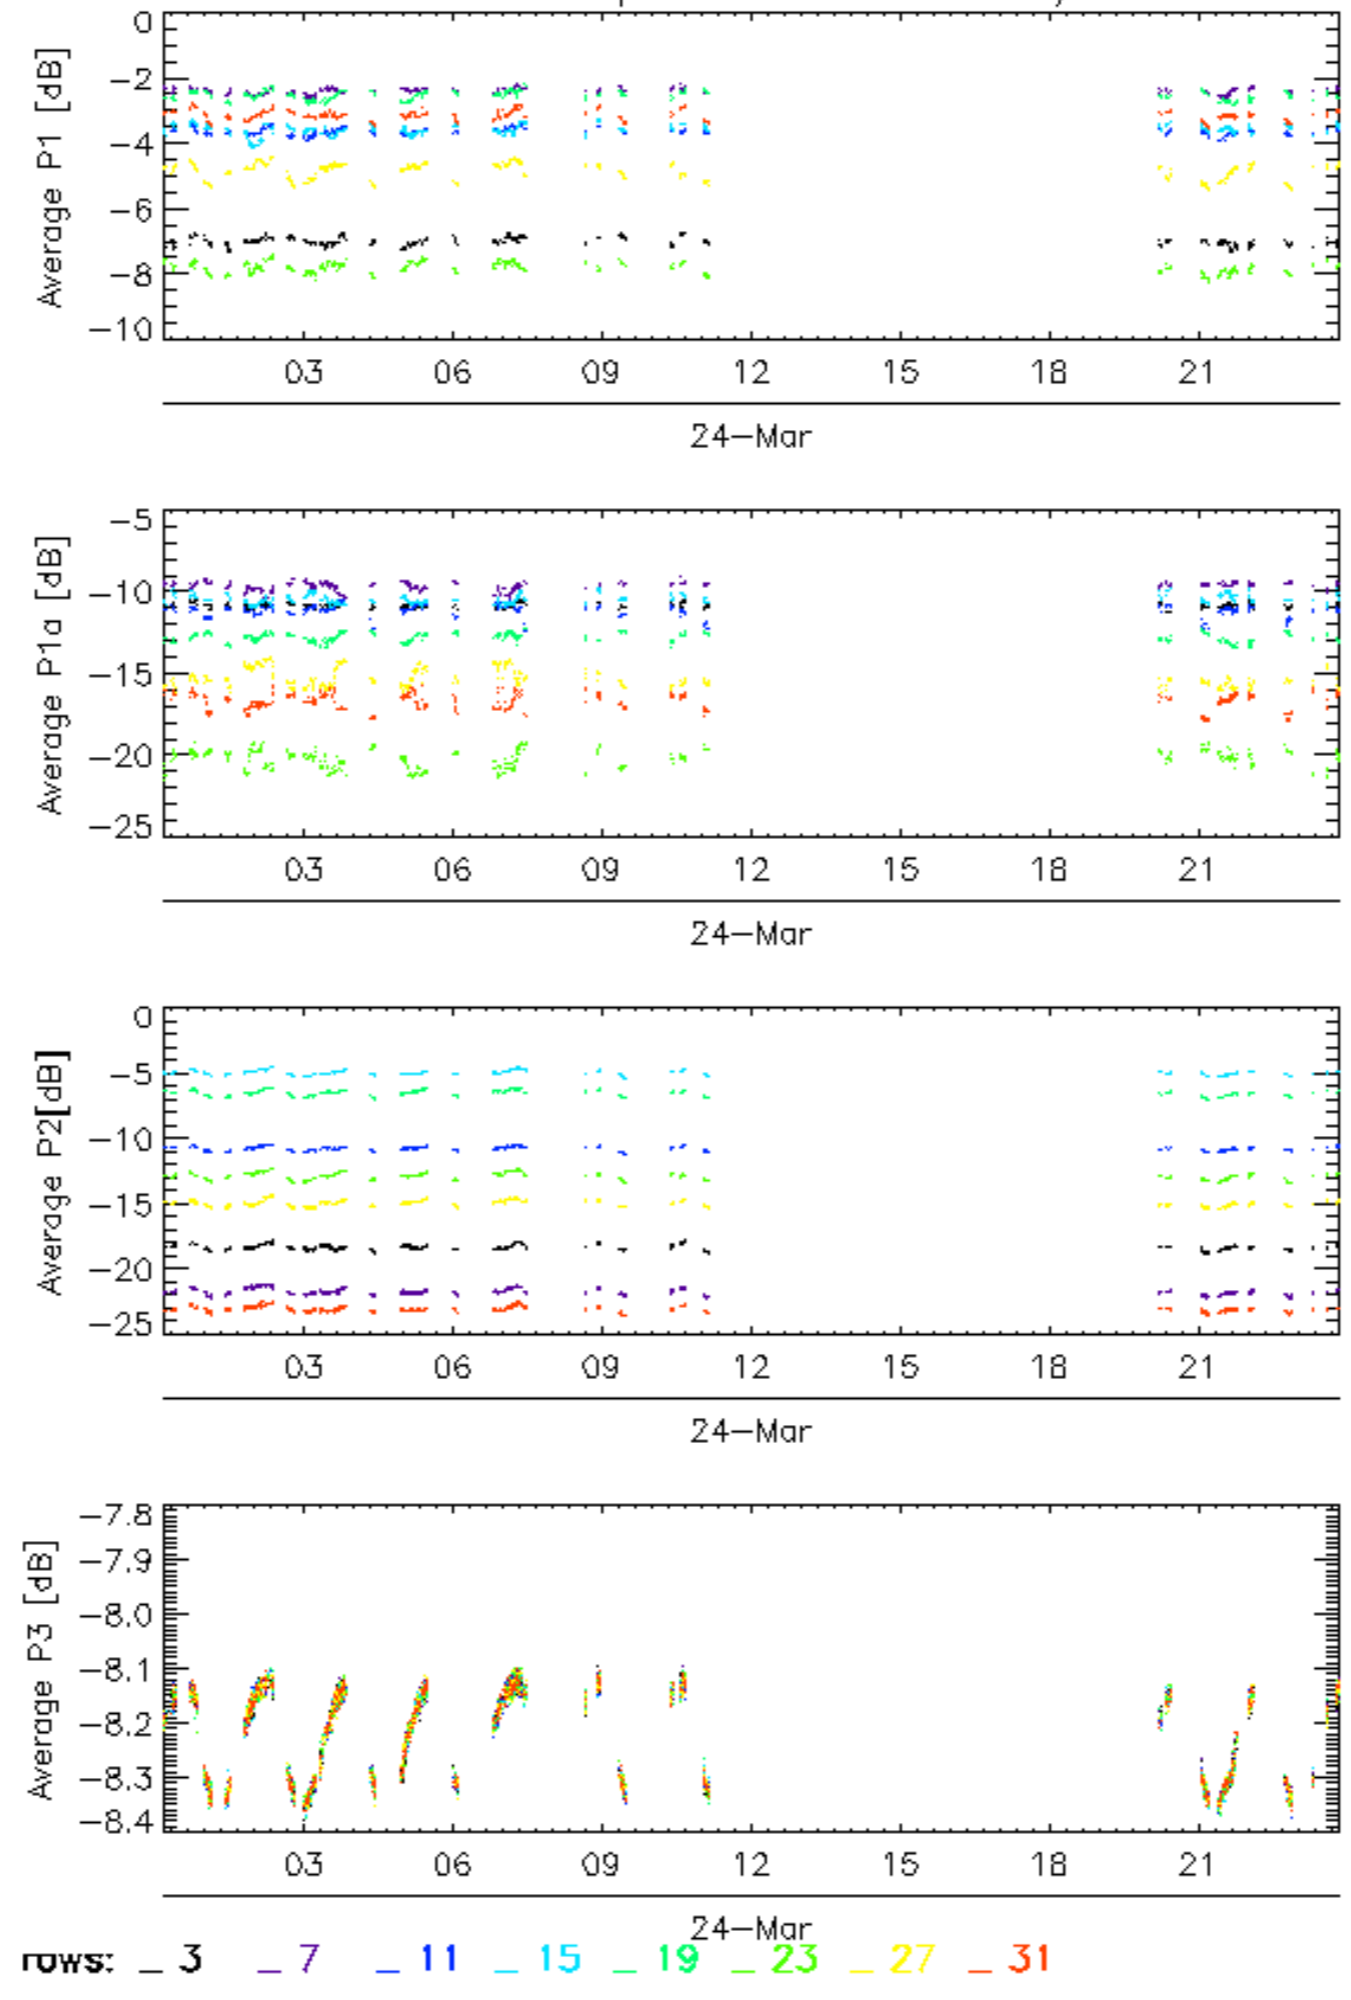 0
−2
−4
−6
−8
−10
Average P1 [dB]
03 06 09 12 15 18 21
24−Mar
−5
−10
−15
−20
−25
Average P1a [dB]
03 06 09 12 15 18 21
24−Mar
0
−5
−10
−15
−20
−25
Average P2[dB]
03 06 09 12 15 18 21
24−Mar
−7.8
−7.9
−8.0
−8.1
−8.2
−8.3
−8.4
Average P3 [dB]
03 06 09 12 15 18 21
24−Mar
rows: _ 3 _ 7 _ 11 _ 15 _ 19 _ 23 _ 27 _ 31